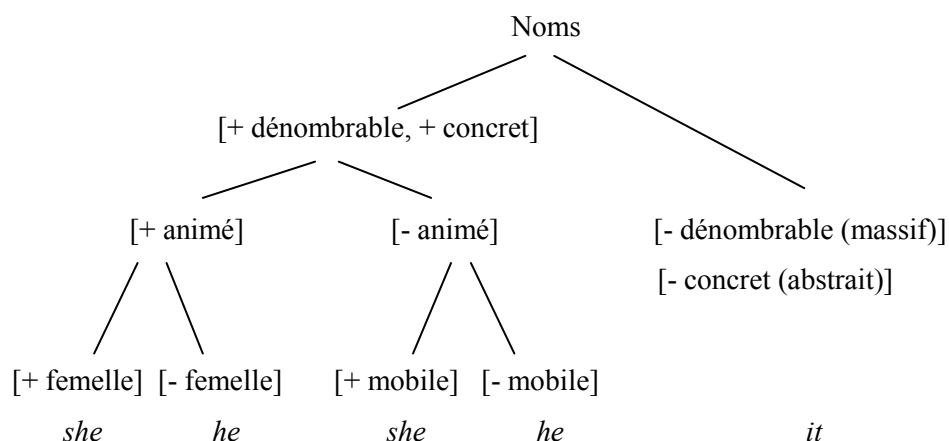 Noms
[+ dénombrable, + concret]
[+ animé] [- animé] [- dénombrable (massif)]
[- concret (abstrait)]
[+ femelle] [- femelle] [+ mobile] [- mobile]
she he she he it